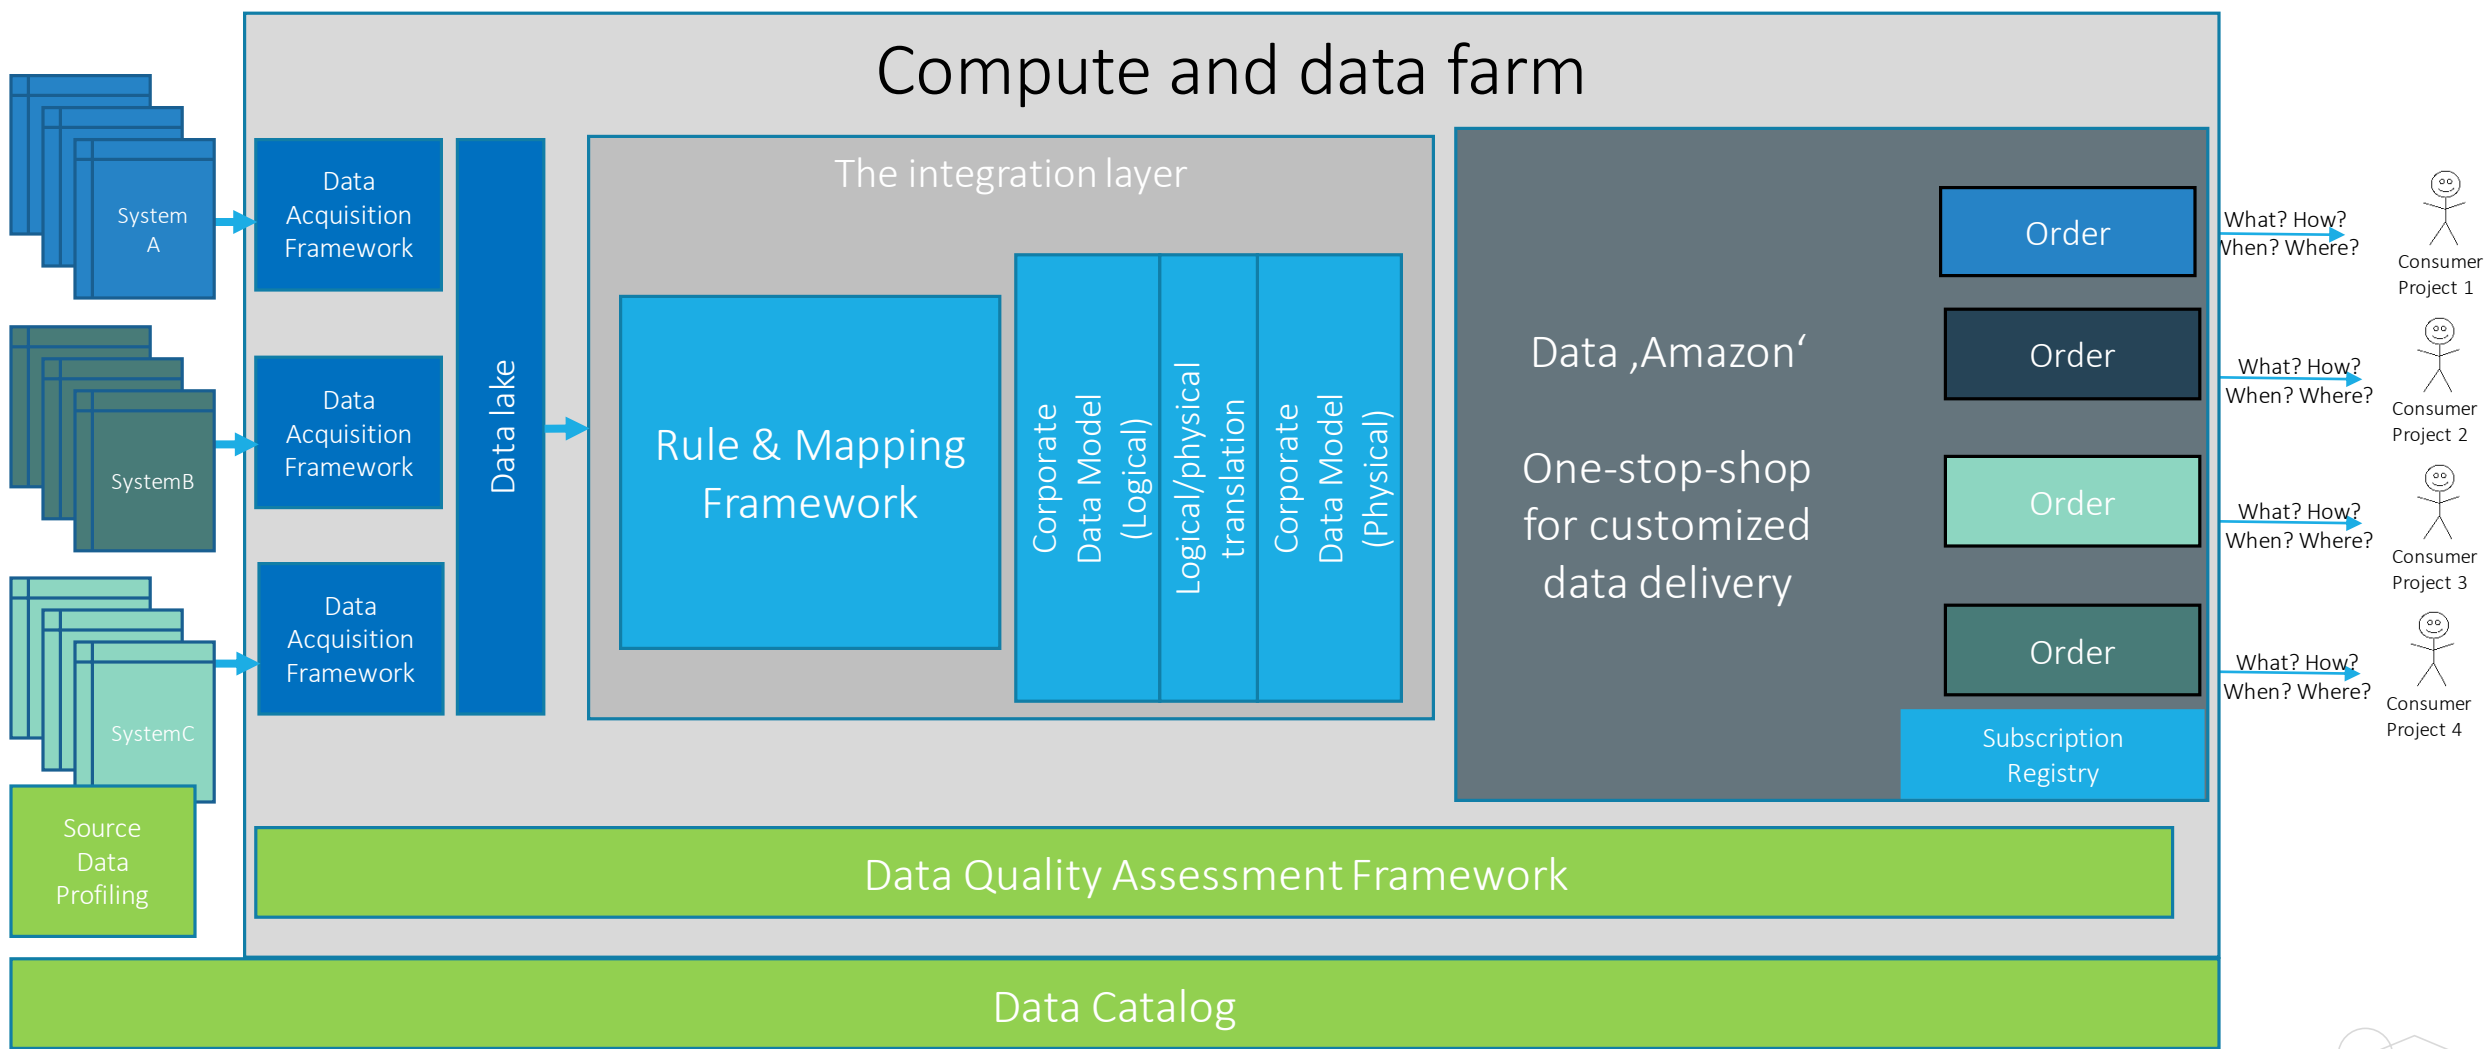 Compute and data farm
System
A
SystemB
SystemC
Source
Data
Profiling
Data
Acquisition
Framework
Data
Acquisition
Framework
Data
Acquisition
Framework
Data lake
The integration layer
Rule & Mapping
Framework
Corporate
Data Model
(Logical)
Logical/physical
translation
Corporate
Data Model
(Physical)
Data ‚Amazon‘
One-stop-shop
for customized
data delivery
Order
Order
Order
Order
Subscription
Registry
What? How?
When? Where?
Consumer
Project 1
What? How?
When? Where?
Consumer
Project 2
What? How?
When? Where?
Consumer
Project 3
What? How?
When? Where?
Consumer
Project 4
Data Quality Assessment Framework
Data Catalog